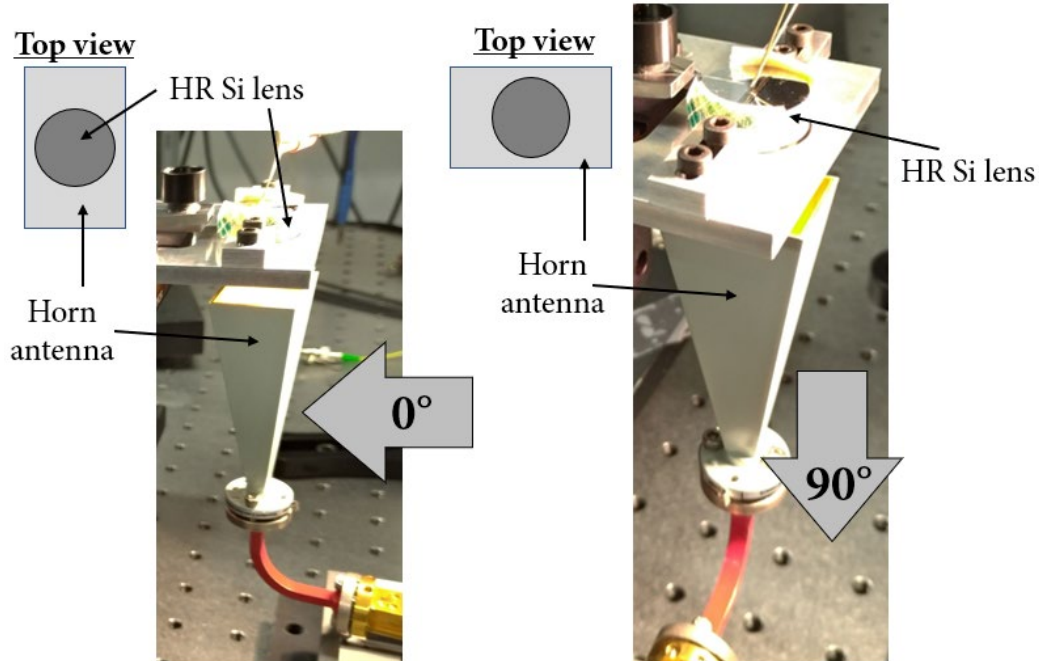 Top view
HR Si lens
Horn
antenna
0°
Top view
HR Si lens
Horn
antenna
90°